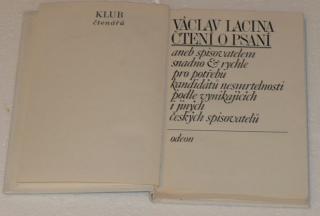 KLUB
čtenářů
VÁCLAV LACINA
ČTENÍ O PSANÍ
aneb spisovatelem
snadno & rychle
pro potřebu
kandidátů nesmrtelnosti
podle vynikajících
i jiných
českých spisovatelů
odeon